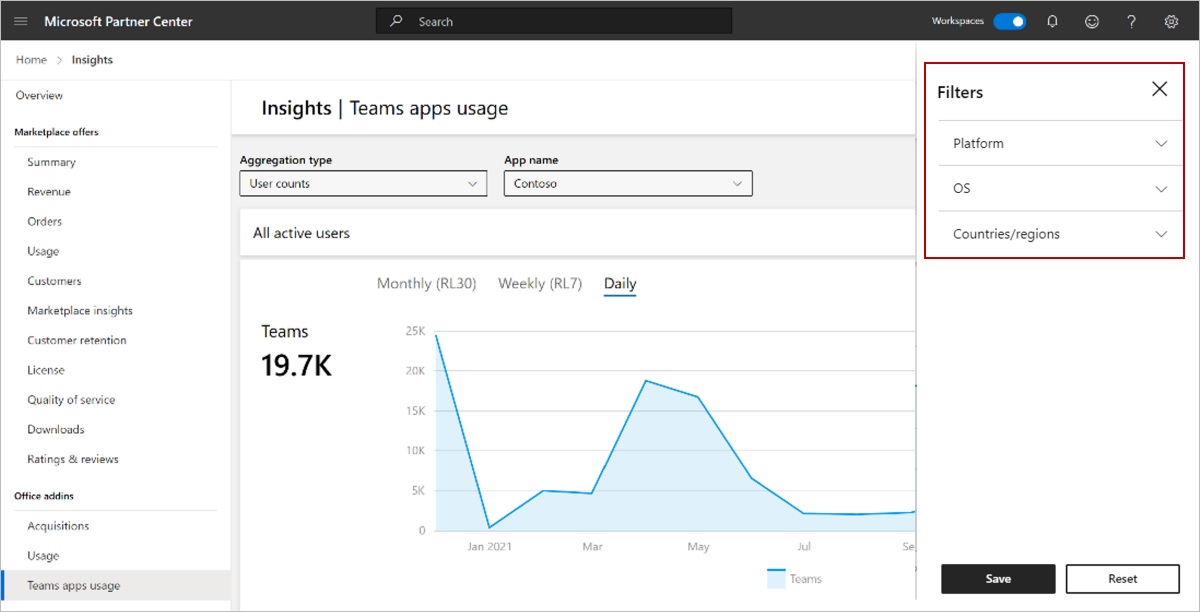 Microsoft Partner Center
Search
Workspaces
Home > Insights
Overview
Marketplace offers
Summary
Revenue
Orders
Usage
Customers
Marketplace insights
Customer retention
License
Quality of service
Downloads
Ratings & reviews
Office addins
Acquisitions
Usage
Teams apps usage
Insights | Teams apps usage
Aggregation type
User counts
App name
Contoso
All active users
Monthly (RL30) Weekly (RL7) Daily
Teams
19.7K
25K
20K
15K
10K
5K
0
Jan 2021 Mar May Jul Se
Teams
Filters
Platform
OS
Countries/regions
Save Reset